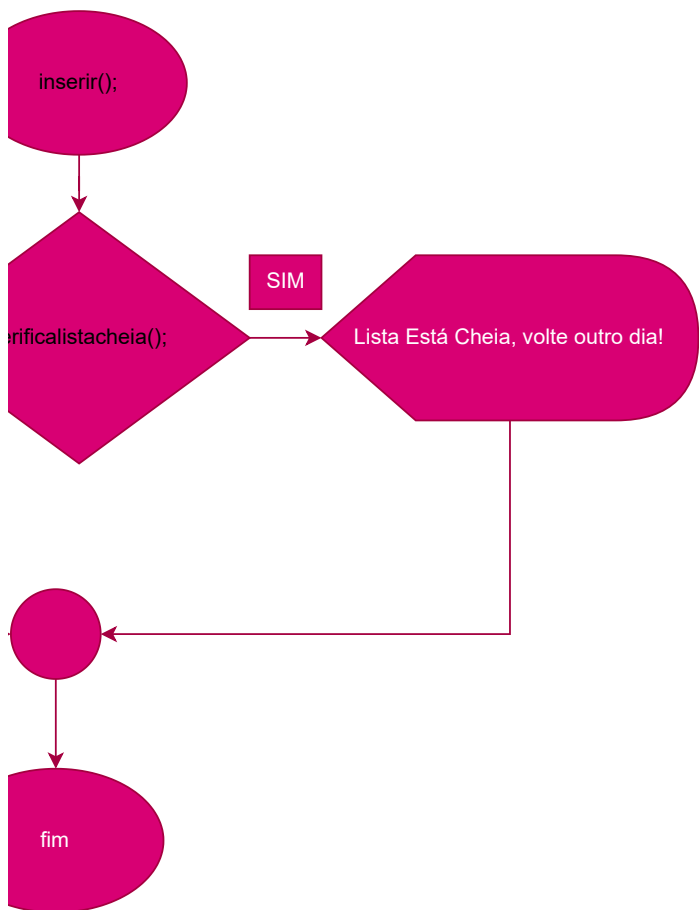 inserir();
SIM
erificalistacheia();
Lista Está Cheia, volte outro dia!
fim